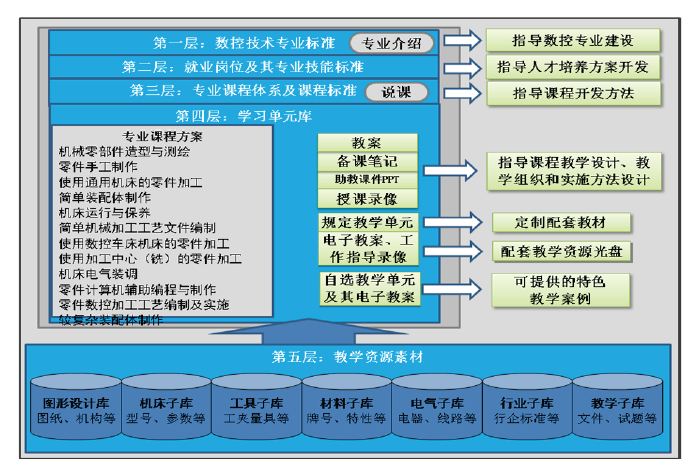 第一层：数控技术专业标准 专业介绍 指导数控专业建设
第二层：就业岗位及其专业技能标准 指导人才培养方案开发
第三层：专业课程体系及课程标准 说课 指导课程开发方法
第四层：学习单元库
专业课程方案
机械零部件造型与测绘
零件手工制作
使用通用机床的零件加工
简单装配体制作
机床运行与保养
简单机械加工工艺文件编制
使用数控车床机床的零件加工
使用加工中心（铣）的零件加工
机床电气装调
零件计算机辅助编程与制作
零件数控加工工艺编制及实施
较复杂装配体制作
教案
备课笔记
助教课件PPT
授课录像
指导课程教学设计、教
学组织和实施方法设计
规定教学单元
定制配套教材
电子教案、工
作指导录像
配套教学资源光盘
自选教学单元
及其电子教案
可提供的特色
教学案例
第五层：教学资源素材
图形设计库
图纸、机构等
机床子库
型号、参数等
工具子库
工夹量具等
材料子库
牌号、特性等
电气子库
电器、线路等
行业子库
行企标准等
教学子库
文件、试题等